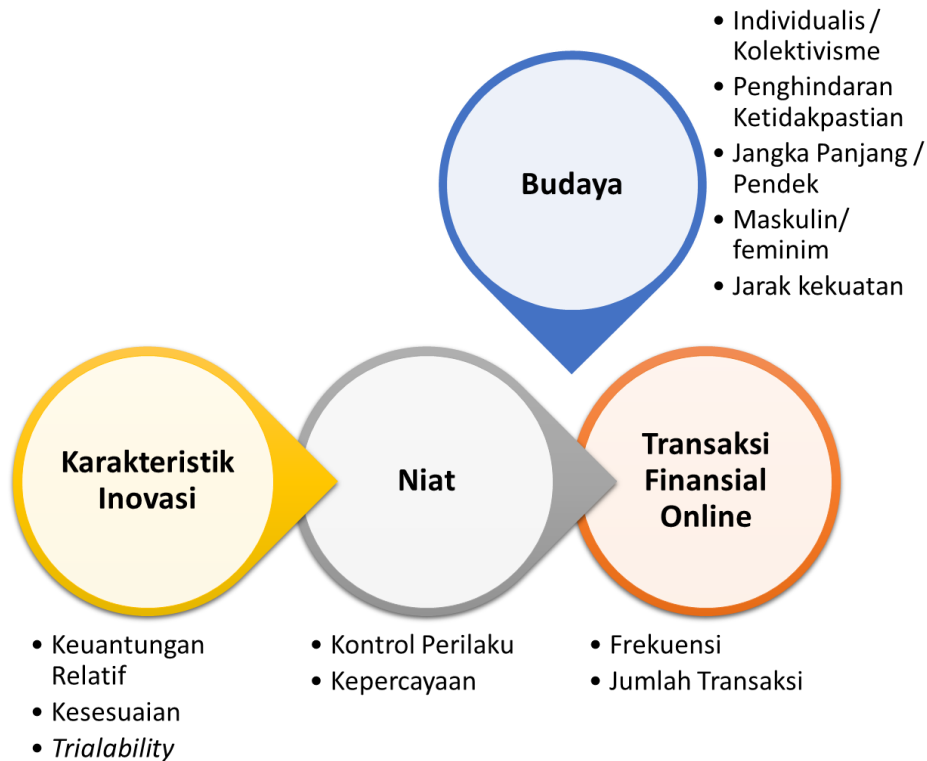 • Individualis /
Kolektivisme
• Penghindaran
Ketidakpastian
• Jangka Panjang /
Pendek
• Maskulin/
feminim
• Jarak kekuatan
Budaya
Karakteristik
Inovasi
Niat
Transaksi
Finansial
Online
• Keuantungan
Relatif
• Kesesuaian
• Trialability
• Kontrol Perilaku
• Kepercayaan
• Frekuensi
• Jumlah Transaksi